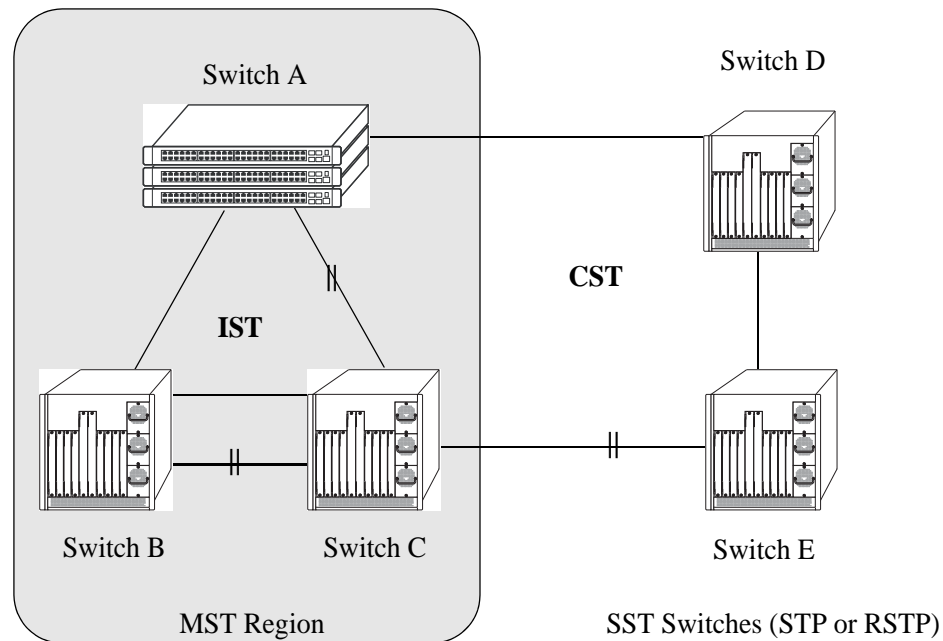 Switch A
Switch D
CST
IST
Switch B
Switch C
Switch E
MST Region
SST Switches (STP or RSTP)